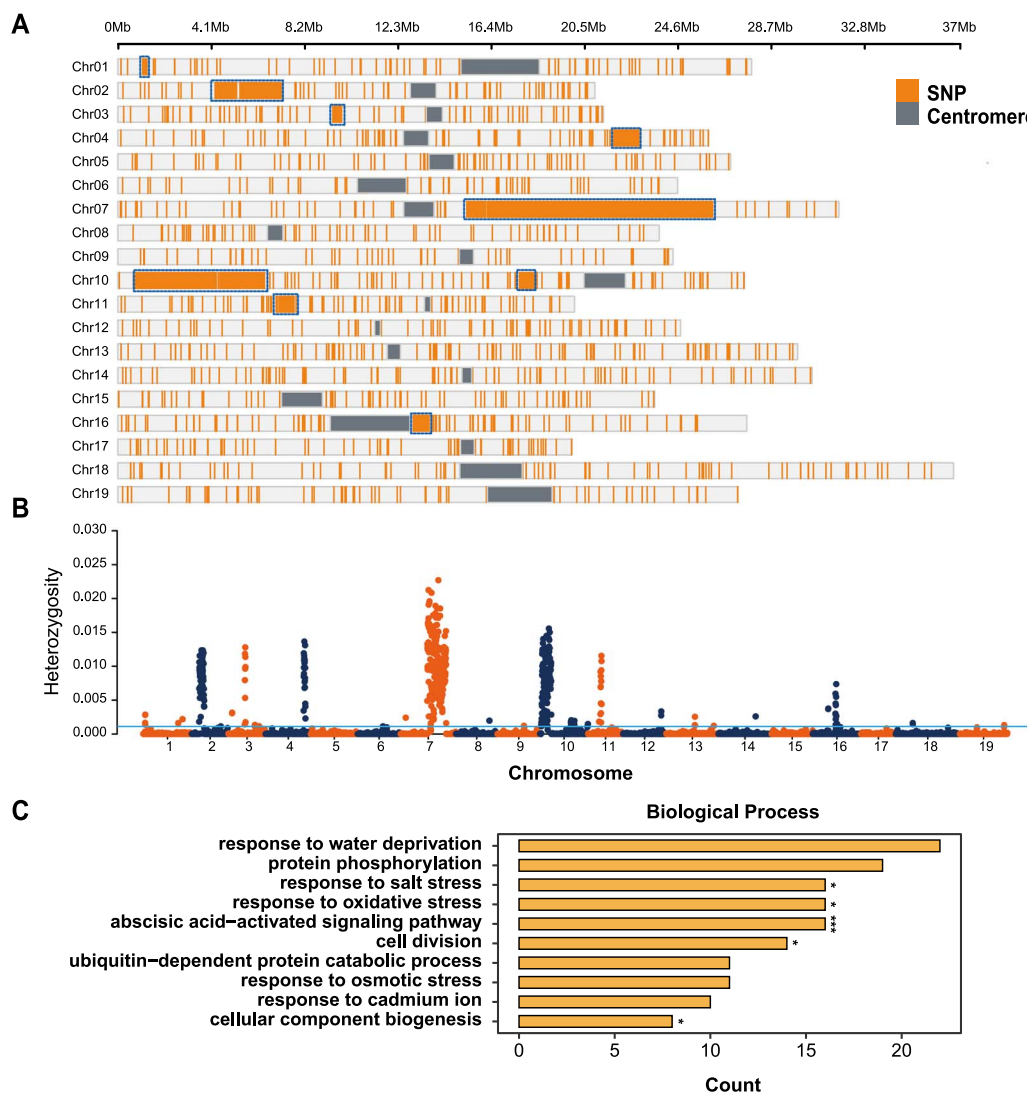 A
0Mb 4.1Mb 8.2Mb 12.3Mb 16.4Mb 20.5Mb 24.6Mb 28.7Mb 32.8Mb 37Mb
Chr01
Chr02
Chr03
Chr04
Chr05
Chr06
Chr07
Chr08
Chr09
Chr10
Chr11
Chr12
Chr13
Chr14
Chr15
Chr16
Chr17
Chr18
Chr19
SNP
Centromere
B
Heterozygosity
0.030
0.025
0.020
0.015
0.010
0.005
0.000
1 2 3 4 5 6 7 8 9 10 11 12 13 14 15 16 17 18 19
Chromosome
C
Biological Process
response to water deprivation
protein phosphorylation
response to salt stress *
response to oxidative stress *
abscisic acid−activated signaling pathway ***
cell division *
ubiquitin−dependent protein catabolic process
response to osmotic stress
response to cadmium ion
cellular component biogenesis *
0 5 10 15 20
Count